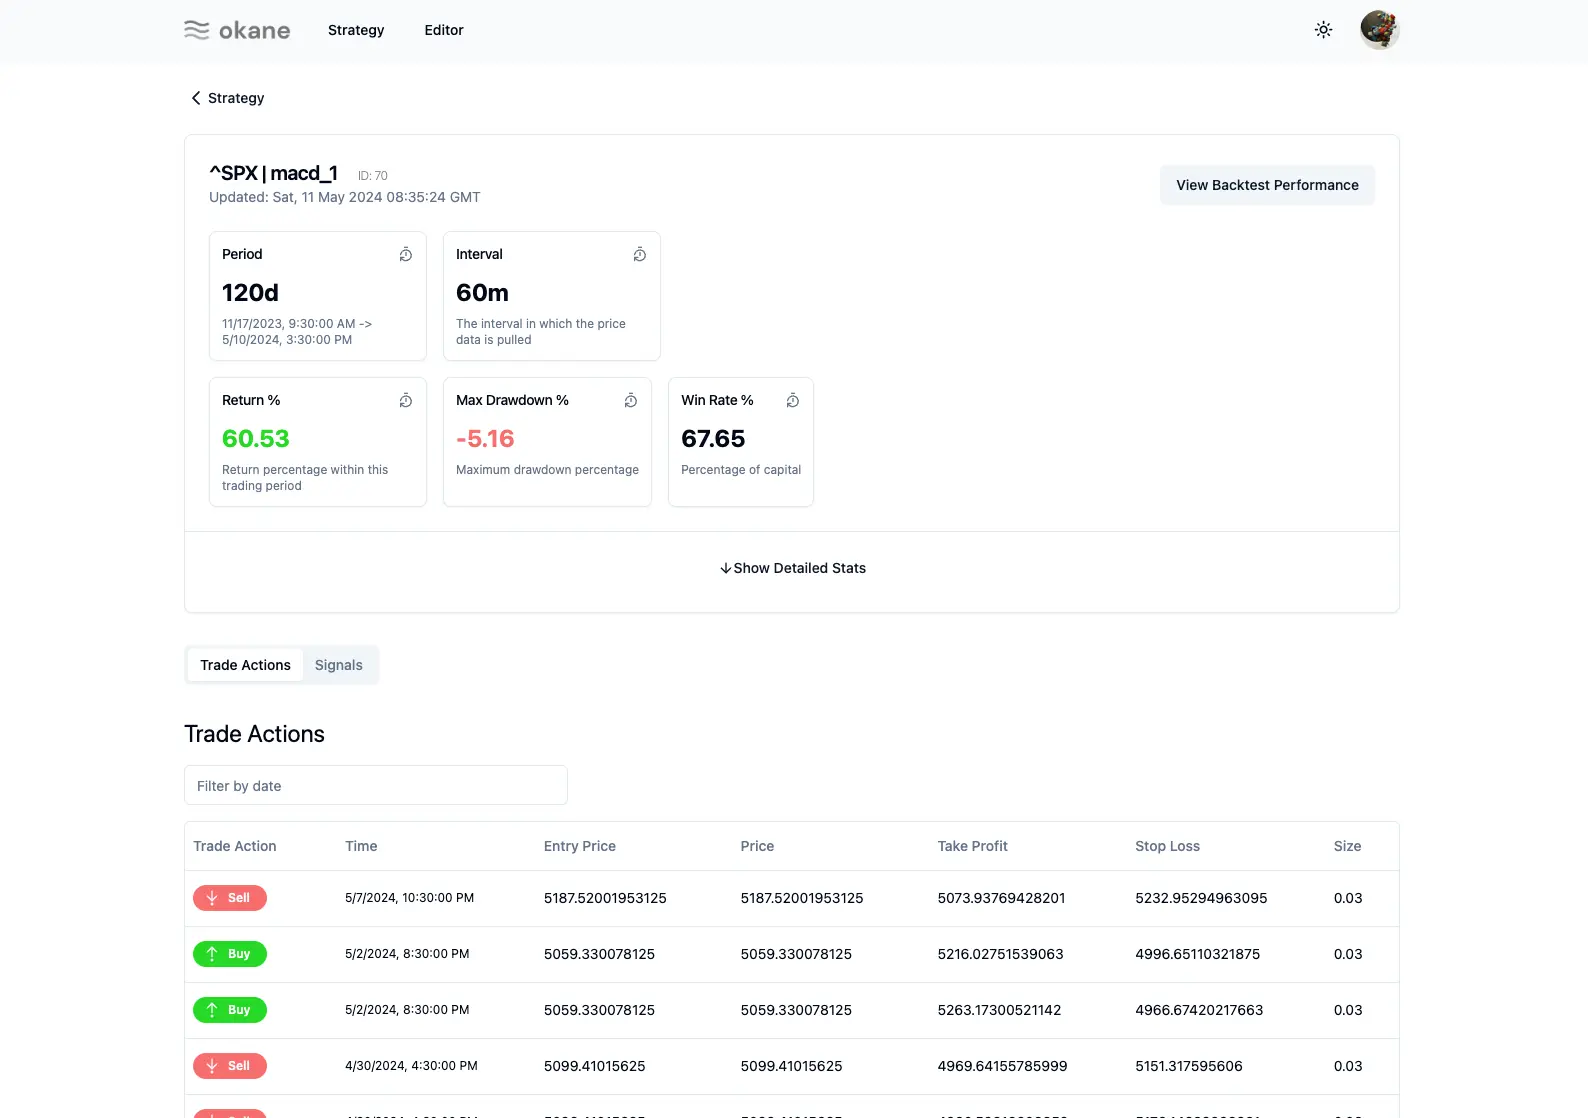 okane
Strategy
Editor
Strategy
^SPX | macd_1 ID: 70
Updated: Sat, 11 May 2024 08:35:24 GMT
View Backtest Performance
Period
120d
11/17/2023, 9:30:00 AM ->
5/10/2024, 3:30:00 PM
Interval
60m
The interval in which the price
data is pulled
Return %
60.53
Return percentage within this
trading period
Max Drawdown %
-5.16
Maximum drawdown percentage
Win Rate %
67.65
Percentage of capital
Show Detailed Stats
Trade Actions Signals
Trade Actions
Filter by date
Trade Action Time Entry Price Price Take Profit Stop Loss Size
Sell 5/7/2024, 10:30:00 PM 5187.52001953125 5187.52001953125 5073.93769428201 5232.95294963095 0.03
Buy 5/2/2024, 8:30:00 PM 5059.330078125 5059.330078125 5216.02751539063 4996.65110321875 0.03
Buy 5/2/2024, 8:30:00 PM 5059.330078125 5059.330078125 5263.17300521142 4966.67420217663 0.03
Sell 4/30/2024, 4:30:00 PM 5099.41015625 5099.41015625 4969.64155785999 5151.317595606 0.03